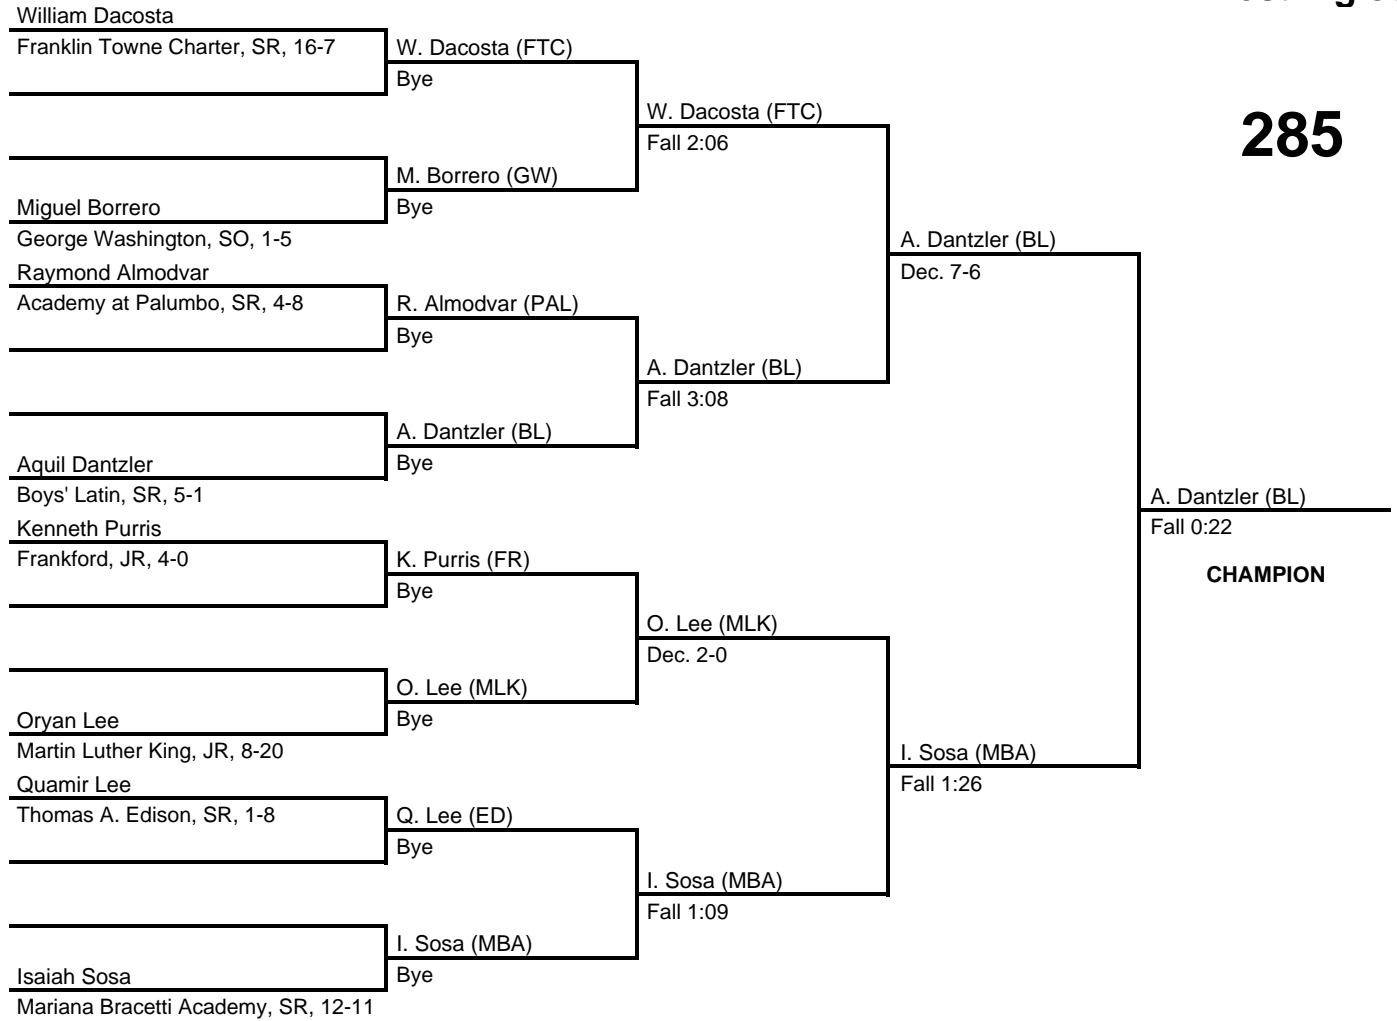 William Dacosta
Franklin Towne Charter, SR, 16-7
W. Dacosta (FTC)
Bye
W. Dacosta (FTC)
Fall 2:06
285
M. Borrero (GW)
Miguel Borrero
Bye
George Washington, SO, 1-5
A. Dantzler (BL)
Raymond Almodvar
Dec. 7-6
Academy at Palumbo, SR, 4-8
R. Almodvar (PAL)
Bye
A. Dantzler (BL)
Fall 3:08
A. Dantzler (BL)
Aquil Dantzler
Bye
Boys' Latin, SR, 5-1
A. Dantzler (BL)
Kenneth Purris
Fall 0:22
Frankford, JR, 4-0
K. Purris (FR)
CHAMPION
Bye
O. Lee (MLK)
Dec. 2-0
O. Lee (MLK)
Oryan Lee
Bye
Martin Luther King, JR, 8-20
I. Sosa (MBA)
Quamir Lee
Fall 1:26
Thomas A. Edison, SR, 1-8
Q. Lee (ED)
Bye
I. Sosa (MBA)
Fall 1:09
I. Sosa (MBA)
Isaiah Sosa
Bye
Mariana Bracetti Academy, SR, 12-11